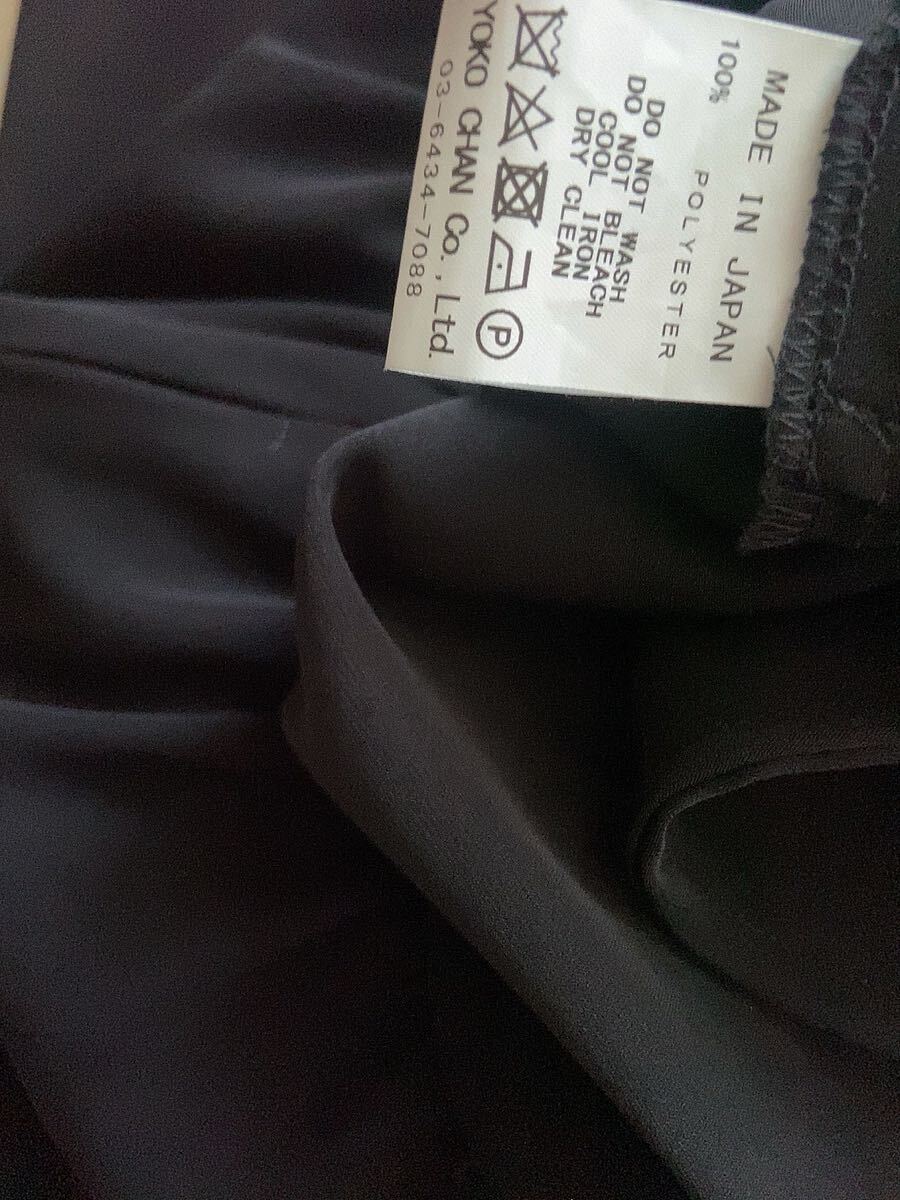 MADE IN JAPAN
100% POLYESTER
DO NOT WASH
DO NOT BLEACH
COOL IRON
DRY CLEAN
P
YOKO CHAN Co., Ltd.
03-6434-7088